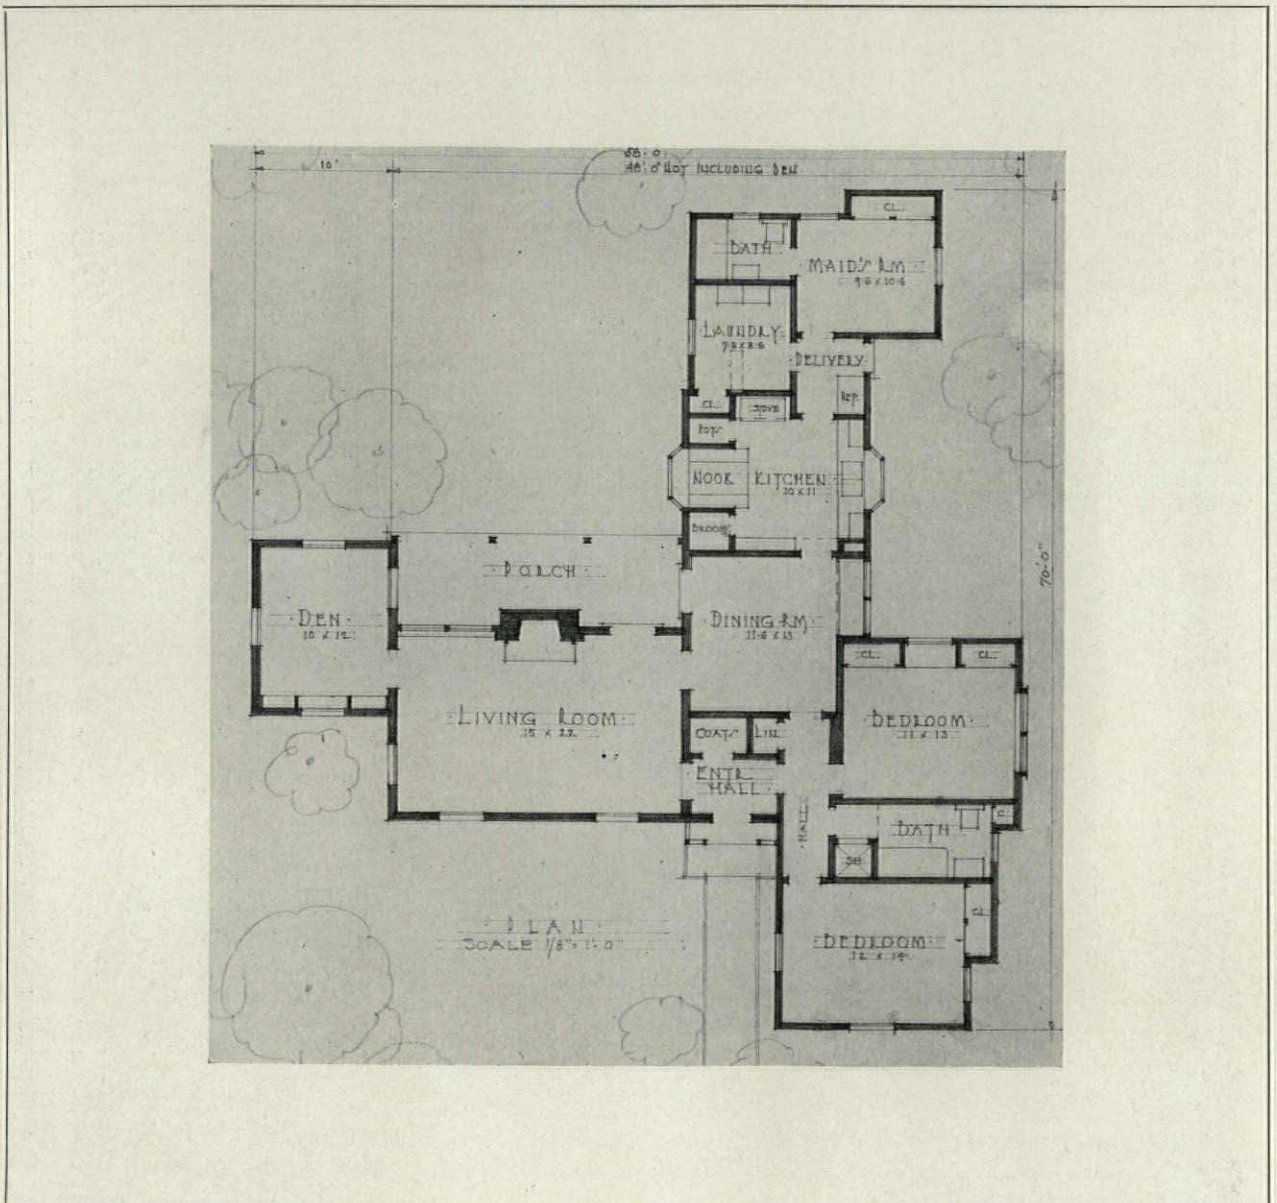 58'-0"
10'
48'-0" NOT INCLUDING DEN
CL.
BATH
MAID'S RM
9-6 x 10-6
LAUNDRY
DELIVERY
CL.
STOVE
REF.
POTS
NOOK
KITCHEN
10 x 11
BROOM
PORCH
70'-0"
DEN
10 x 12
DINING RM
11-6 x 13
CL.
CL.
LIVING ROOM
15 x 22
BEDROOM
11 x 13
COATS
LIN.
ENTR.
HALL
HALL
BATH
SH
CL
PLAN
SCALE 1/8" = 1'-0"
BEDROOM
12 x 14